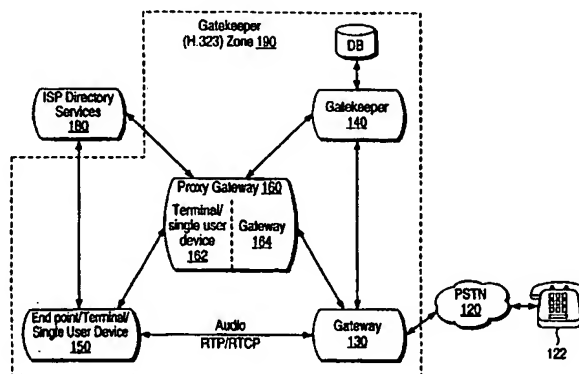 Gatekeeper
(H.323) Zone 190
DB
ISP Directory
Services
180
Gatekeeper
140
Proxy Gateway 160
Terminal/
single user
device
162
Gateway
164
End point/Terminal/
Single User Device
150
Audio
RTP/RTCP
Gateway
130
PSTN
120
122